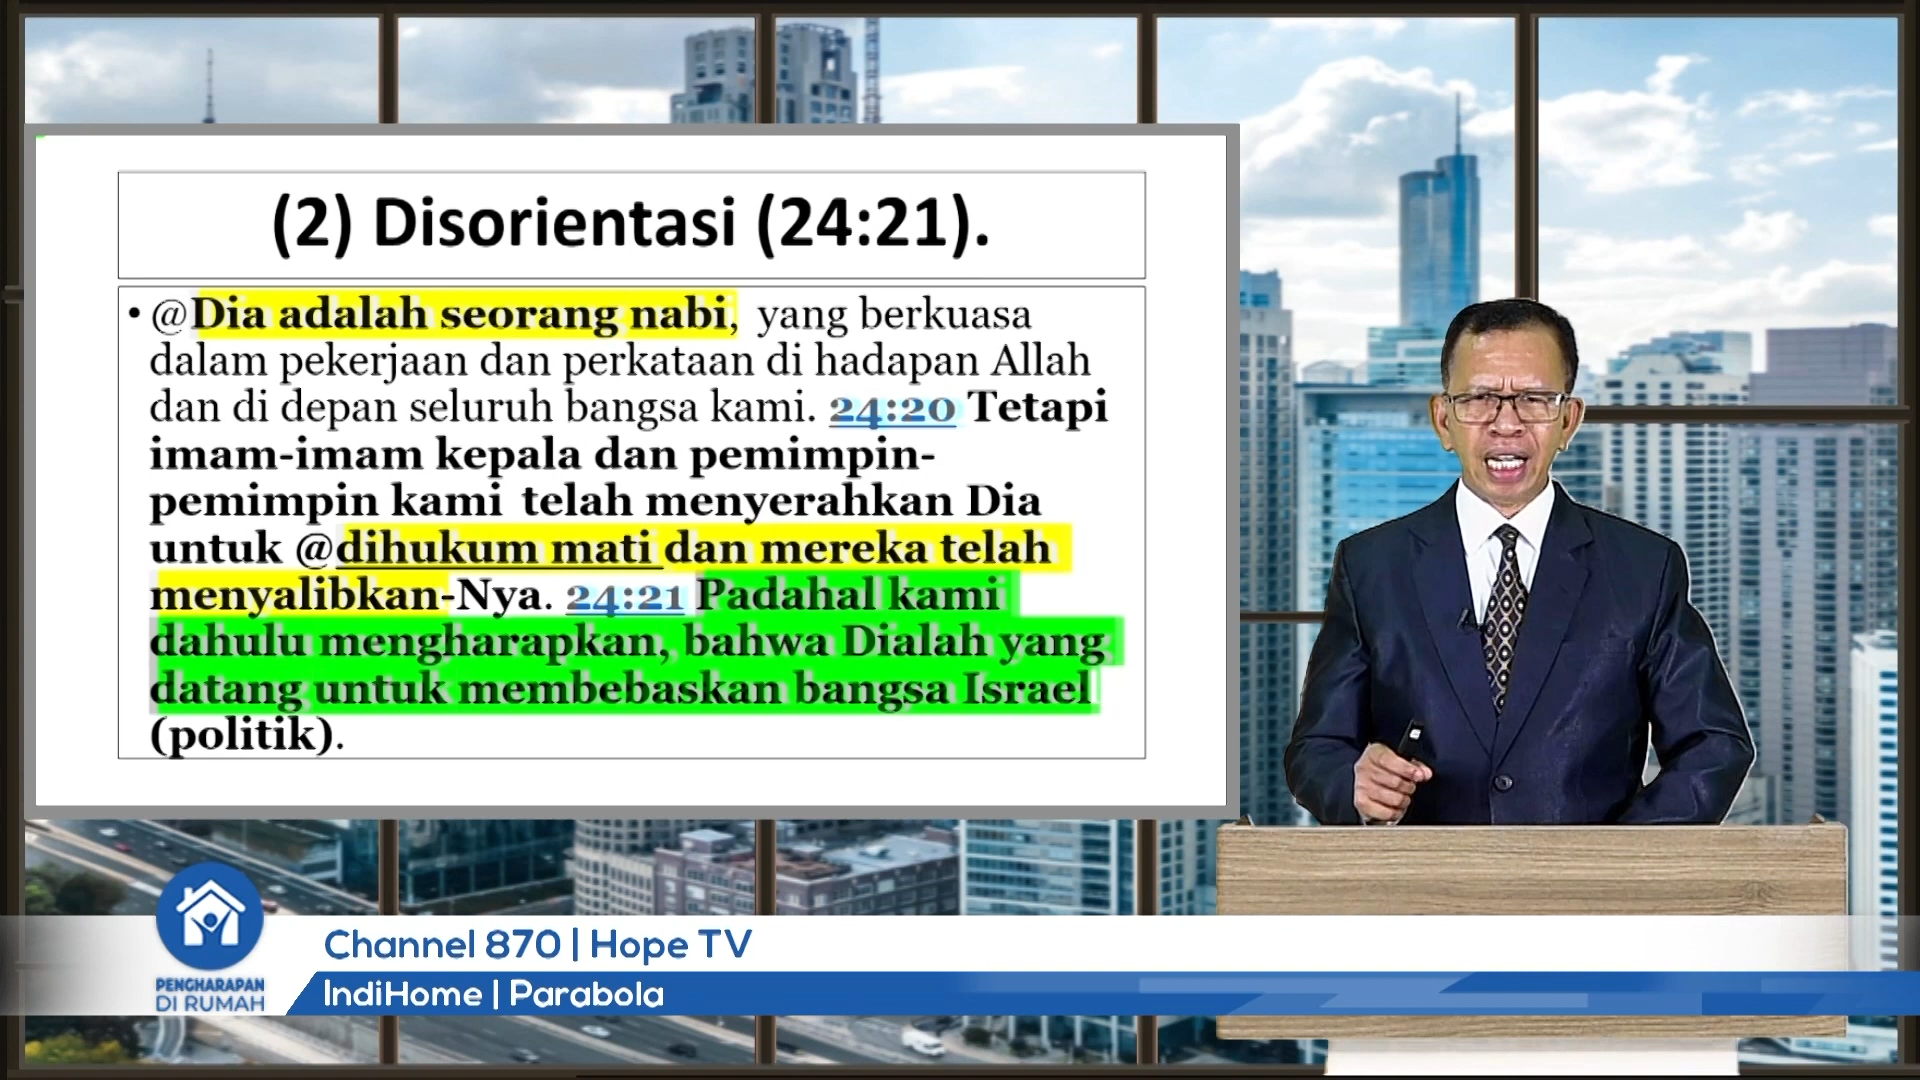 (2) Disorientasi (24:21).
• @Dia adalah seorang nabi, yang berkuasa
dalam pekerjaan dan perkataan di hadapan Allah
dan di depan seluruh bangsa kami. 24:20 Tetapi
imam-imam kepala dan pemimpin-
pemimpin kami telah menyerahkan Dia
untuk @dihukum mati dan mereka telah
menyalibkan-Nya. 24:21 Padahal kami
dahulu mengharapkan, bahwa Dialah yang
datang untuk membebaskan bangsa Israel
(politik).
PENGHARAPAN
DI RUMAH
Channel 870 | Hope TV
IndiHome | Parabola